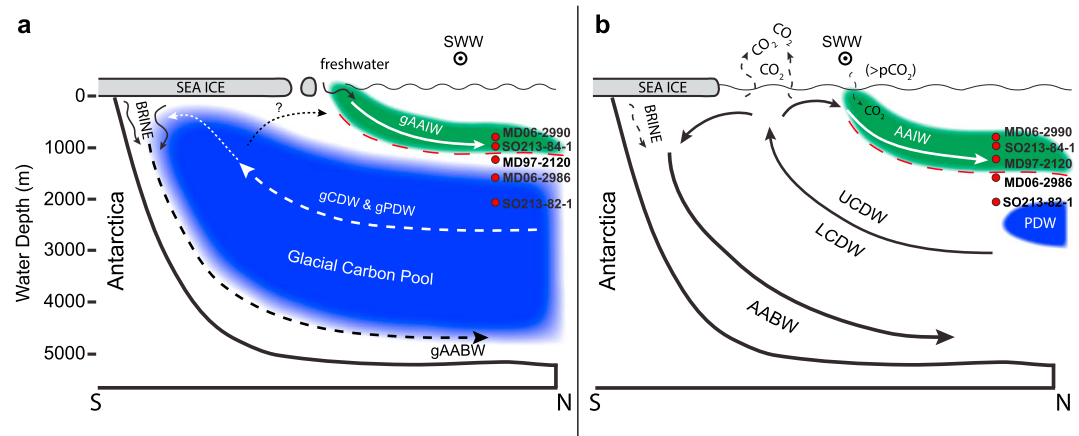 a
SWW
freshwater
SEA ICE
0
1000
2000
3000
4000
5000
Water Depth (m)
Antarctica
BRINE
?
gAAIW
MD06-2990
SO213-84-1
MD97-2120
MD06-2986
SO213-82-1
gCDW & gPDW
Glacial Carbon Pool
gAABW
S
N
b
CO2
CO2
CO2
SWW
(>pCO2)
SEA ICE
CO2
BRINE
Antarctica
AAIW
MD06-2990
SO213-84-1
MD97-2120
MD06-2986
SO213-82-1
PDW
UCDW
LCDW
AABW
S
N